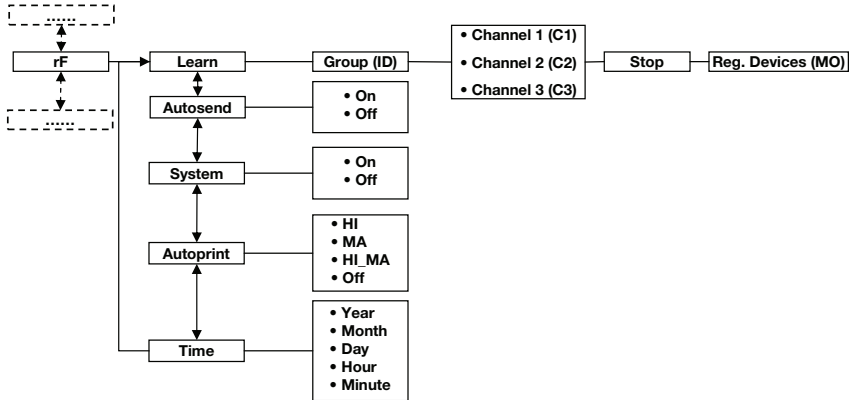 ......
rF
......
Learn
Group (ID)
• Channel 1 (C1)
• Channel 2 (C2)
• Channel 3 (C3)
Stop
Reg. Devices (MO)
Autosend
• On
• Off
System
• On
• Off
Autoprint
• HI
• MA
• HI_MA
• Off
Time
• Year
• Month
• Day
• Hour
• Minute